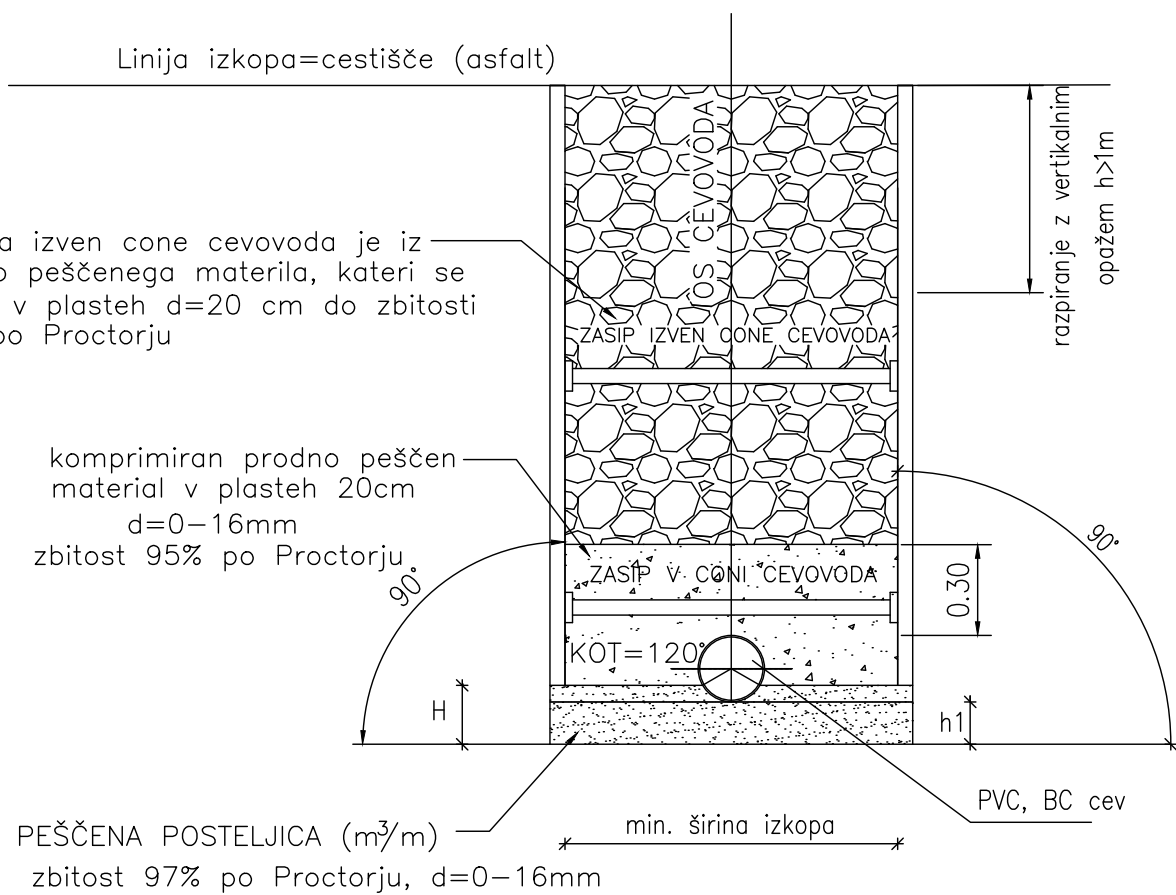 Linija izkopa=cestišče (asfalt)
OS CEVOVODA
razpiranje z vertikalnim
opažem h>1m
a izven cone cevovoda je iz
o peščenega materila, kateri se
v plasteh d=20 cm do zbitosti
po Proctorju
ZASIP IZVEN CONE CEVOVODA
komprimiran prodno peščen
material v plasteh 20cm
d=0-16mm
zbitost 95% po Proctorju
90°
90°
ZASIP V CONI CEVOVODA
0.30
KOT=120°
H
h1
PVC, BC cev
min. širina izkopa
PEŠČENA POSTELJICA (m³/m)
zbitost 97% po Proctorju, d=0-16mm